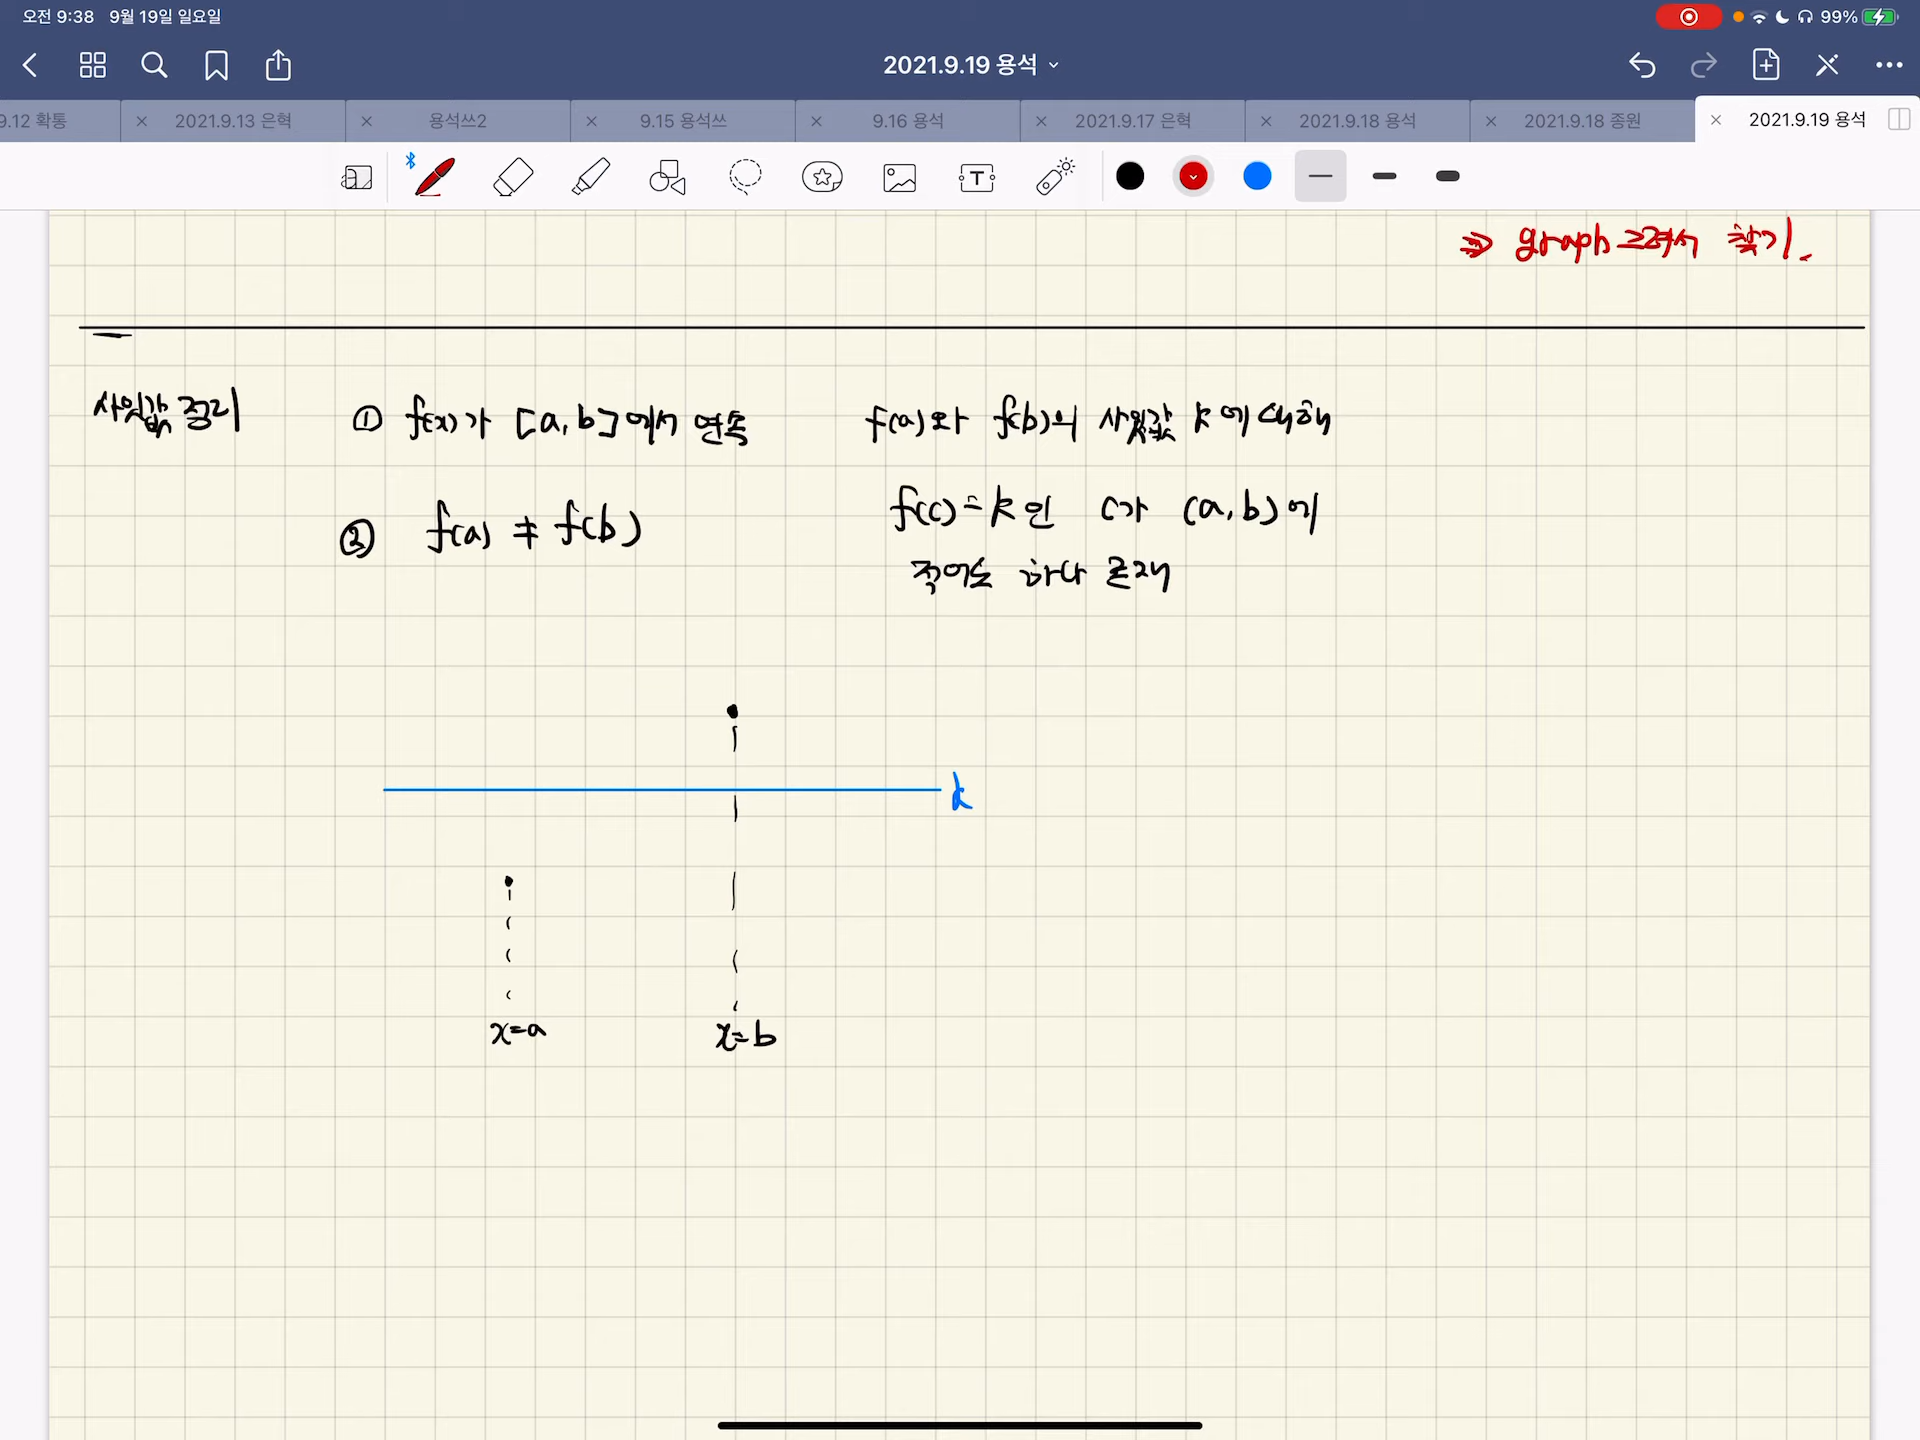 오전 9:38 9월 19일 일요일 99%
2021.9.19 용석
9.12 확통 2021.9.13 은혁 용석쓰2 9.15 용석쓰 9.16 용석 2021.9.17 은혁 2021.9.18 용석 2021.9.18 종원 2021.9.19 용석
⇒ graph 그려서 찾기.
사잇값 정리 ① f(x)가 [a, b]에서 연속 f(a)와 f(b)의 사잇값 k에 대해
② f(a) ≠ f(b) f(c)=k인 c가 (a, b)에
적어도 하나 존재
k
x=a x=b